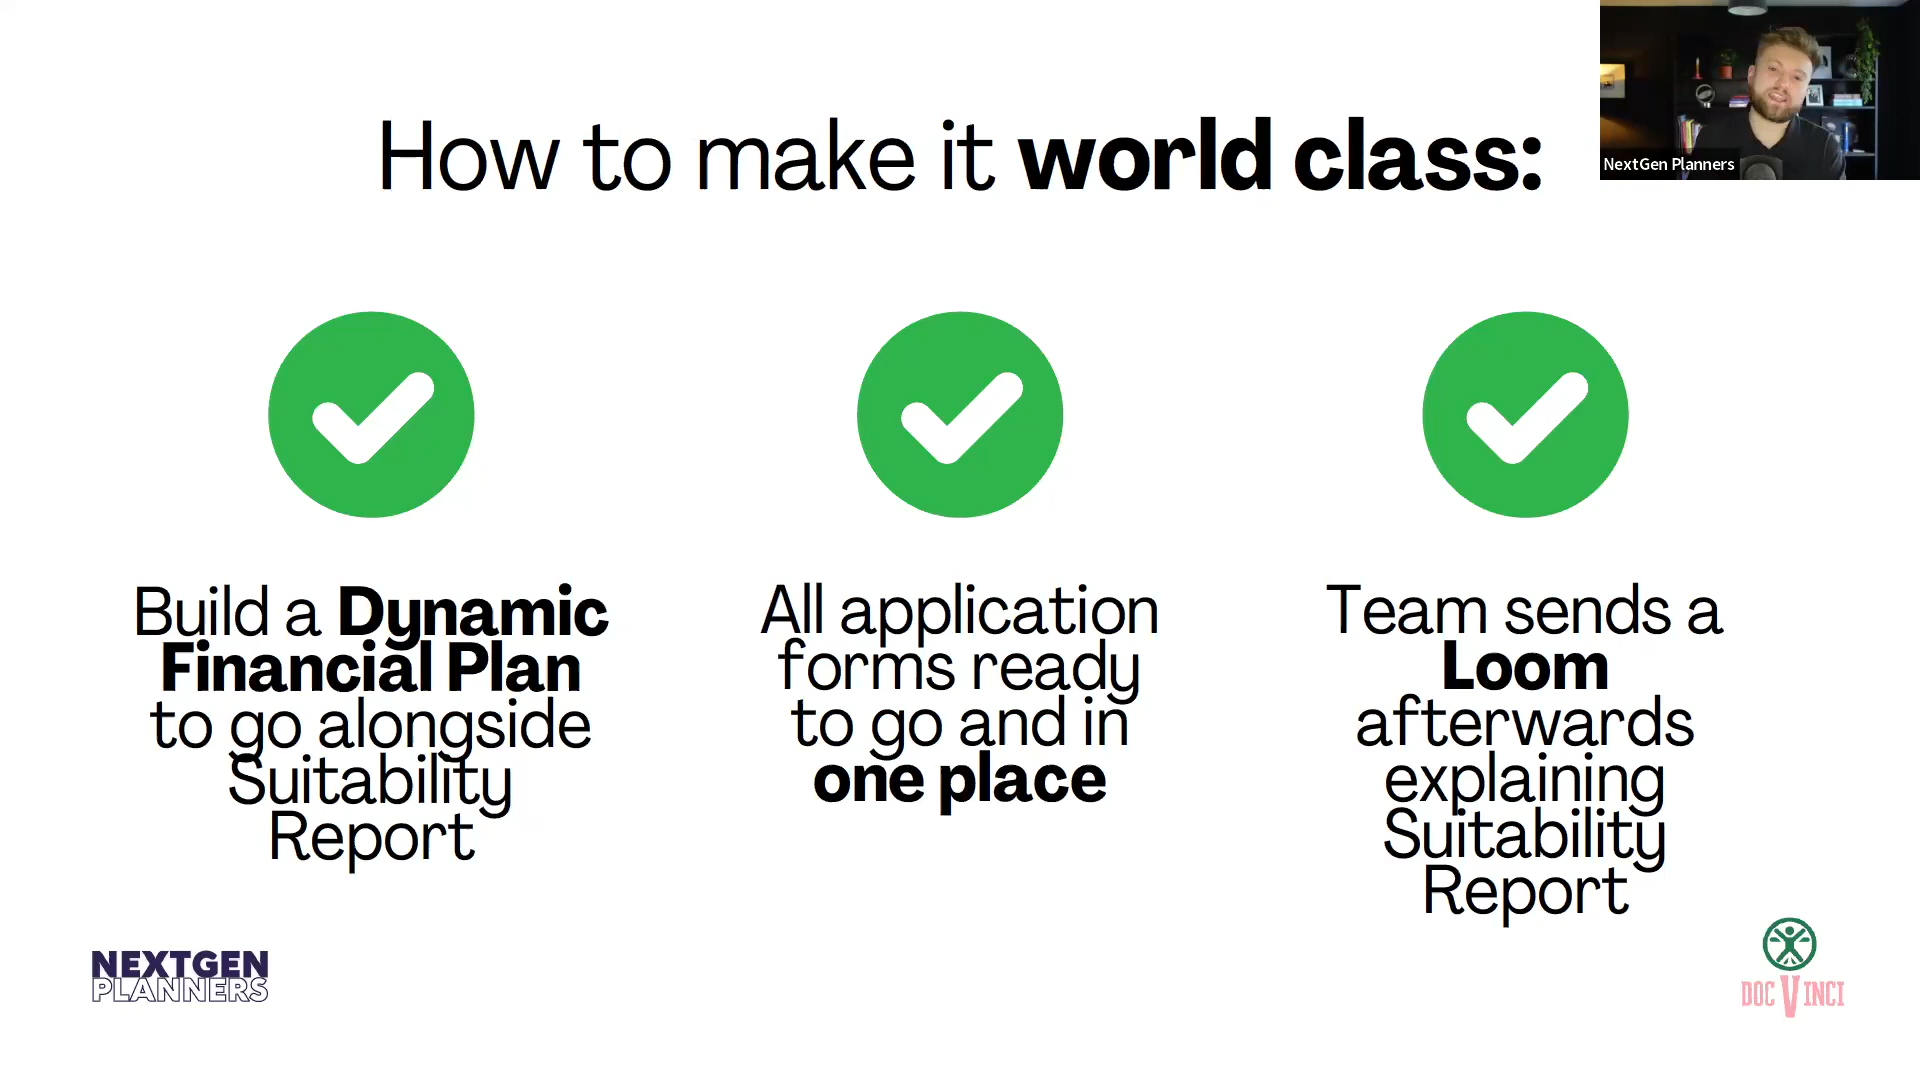 How to make it world class:
NextGen Planners
Build a Dynamic
Financial Plan
to go alongside
Suitability
Report
All application
forms ready
to go and in
one place
Team sends a
Loom
afterwards
explaining
Suitability
Report
NEXTGEN
PLANNERS
DOC VINCI